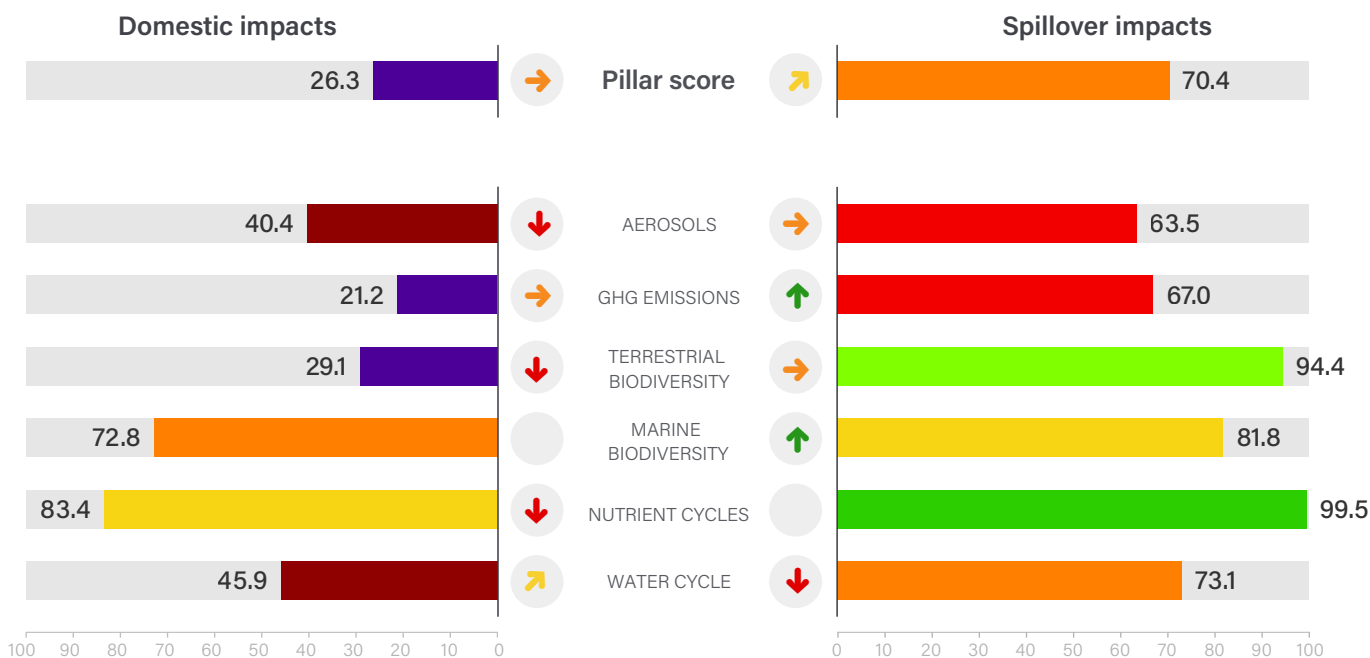 Domestic impacts
Spillover impacts
26.3
Pillar score
70.4
40.4
AEROSOLS
63.5
21.2
GHG EMISSIONS
67.0
29.1
TERRESTRIAL
BIODIVERSITY
94.4
72.8
MARINE
BIODIVERSITY
81.8
83.4
NUTRIENT CYCLES
99.5
45.9
WATER CYCLE
73.1
100 90 80 70 60 50 40 30 20 10 0
0 10 20 30 40 50 60 70 80 90 100